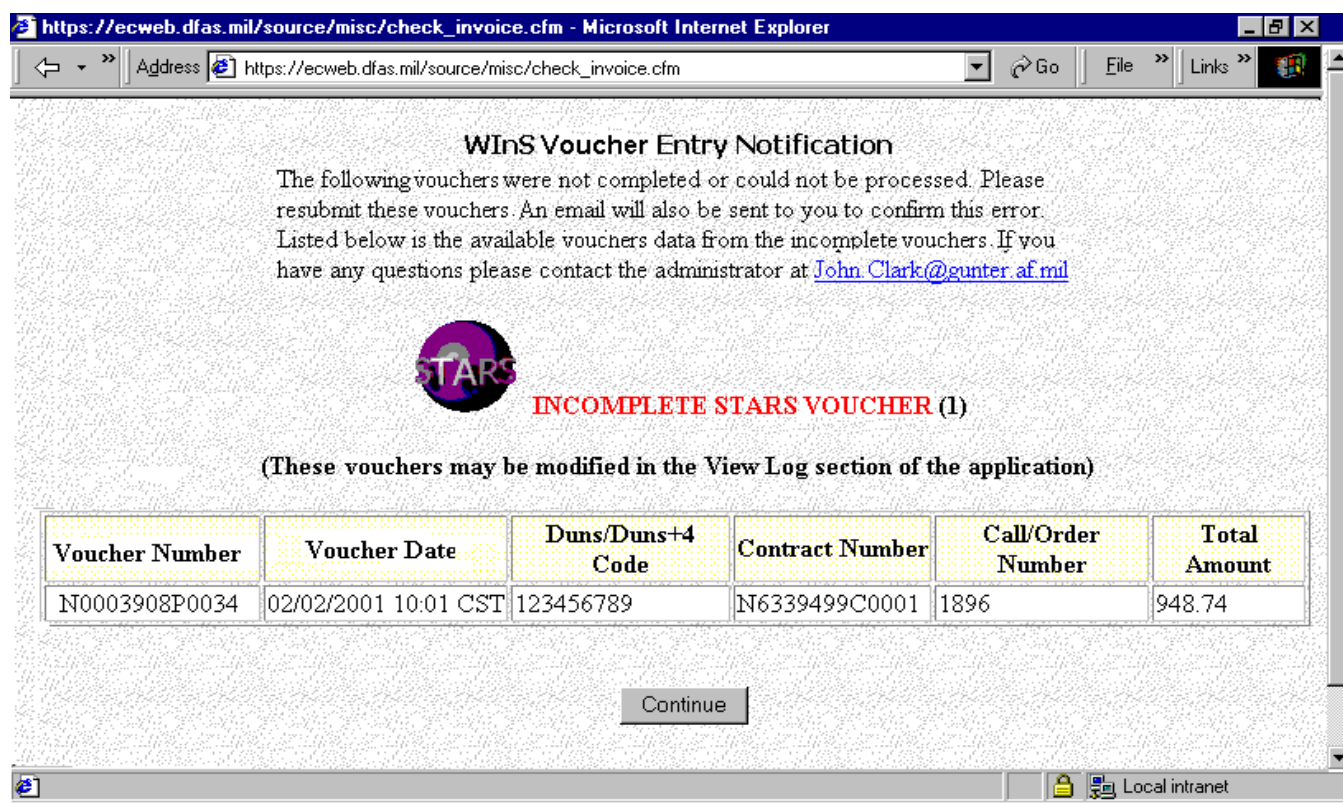 https://ecweb.dfas.mil/source/misc/check_invoice.cfm - Microsoft Internet Explorer
» Address https://ecweb.dfas.mil/source/misc/check_invoice.cfm Go File » Links »
WInS Voucher Entry Notification
The following vouchers were not completed or could not be processed. Please
resubmit these vouchers. An email will also be sent to you to confirm this error.
Listed below is the available vouchers data from the incomplete vouchers. If you
have any questions please contact the administrator at John.Clark@gunter.af.mil
STARS
INCOMPLETE STARS VOUCHER (1)
(These vouchers may be modified in the View Log section of the application)
Voucher Number Voucher Date Duns/Duns+4 Code Contract Number Call/Order Number Total Amount
N0003908P0034 02/02/2001 10:01 CST 123456789 N6339499C0001 1896 948.74
Continue
Local intranet